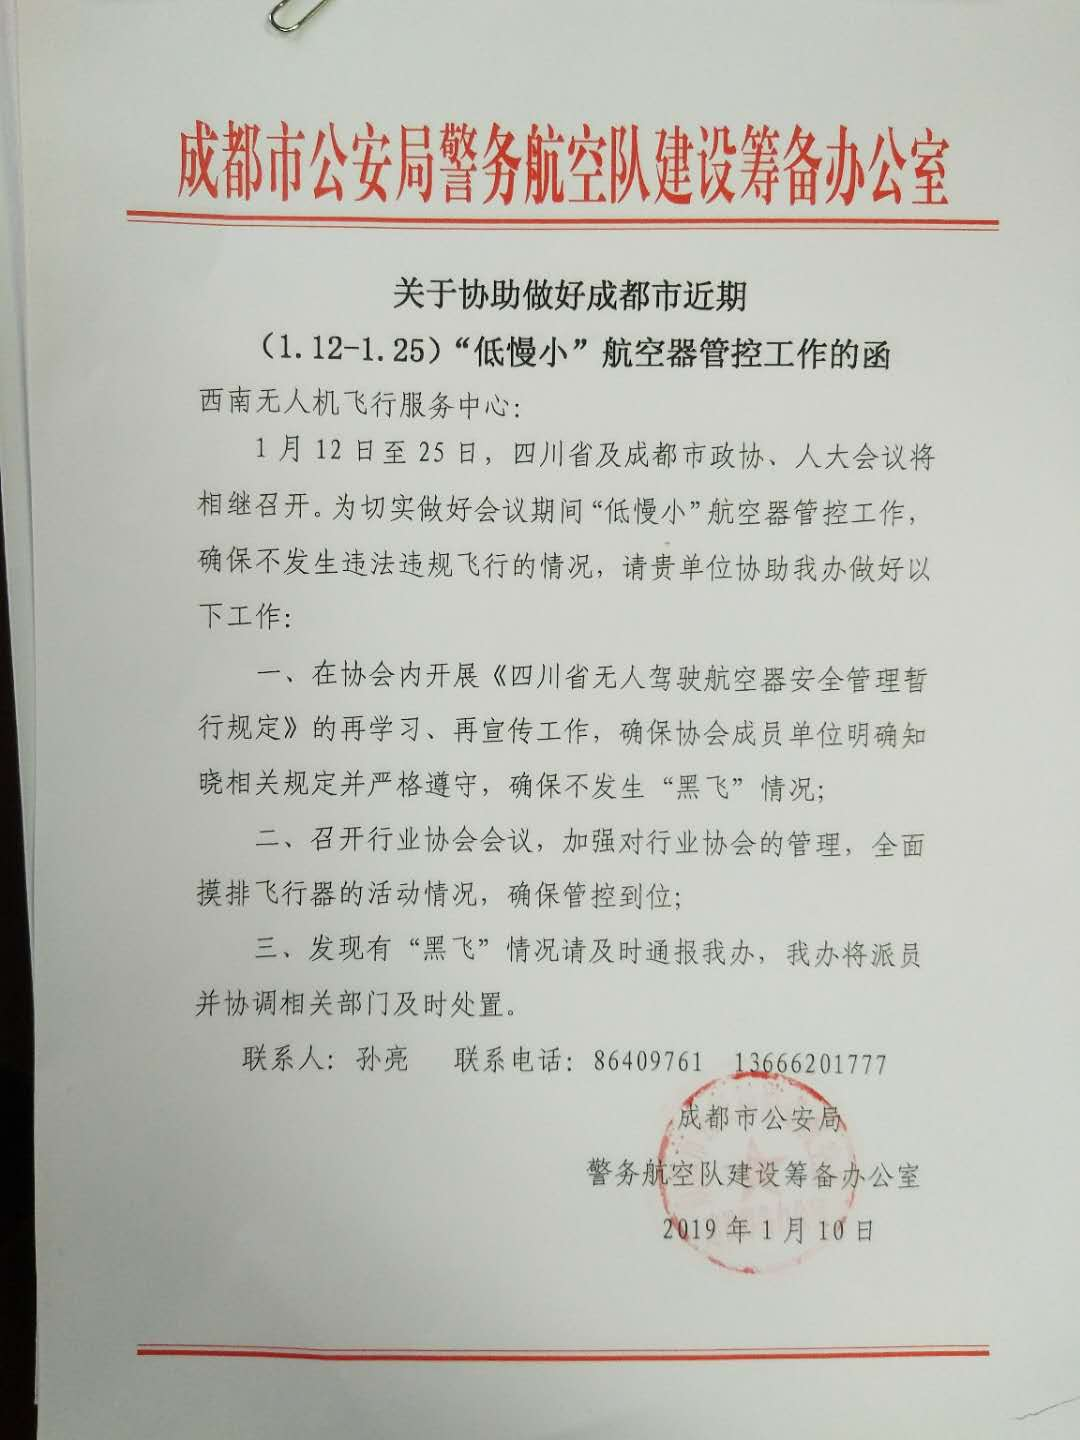 成都市公安局警务航空队建设筹备办公室
关于协助做好成都市近期
（1.12-1.25）“低慢小”航空器管控工作的函
西南无人机飞行服务中心：
1 月 12 日至 25 日，四川省及成都市政协、人大会议将
相继召开。为切实做好会议期间“低慢小”航空器管控工作，
确保不发生违法违规飞行的情况，请贵单位协助我办做好以
下工作：
一、在协会内开展《四川省无人驾驶航空器安全管理暂
行规定》的再学习、再宣传工作，确保协会成员单位明确知
晓相关规定并严格遵守，确保不发生“黑飞”情况；
二、召开行业协会会议，加强对行业协会的管理，全面
摸排飞行器的活动情况，确保管控到位；
三、发现有“黑飞”情况请及时通报我办，我办将派员
并协调相关部门及时处置。
联系人：孙亮 联系电话：86409761 13666201777
成都市公安局
警务航空队建设筹备办公室
2019 年 1 月 10 日